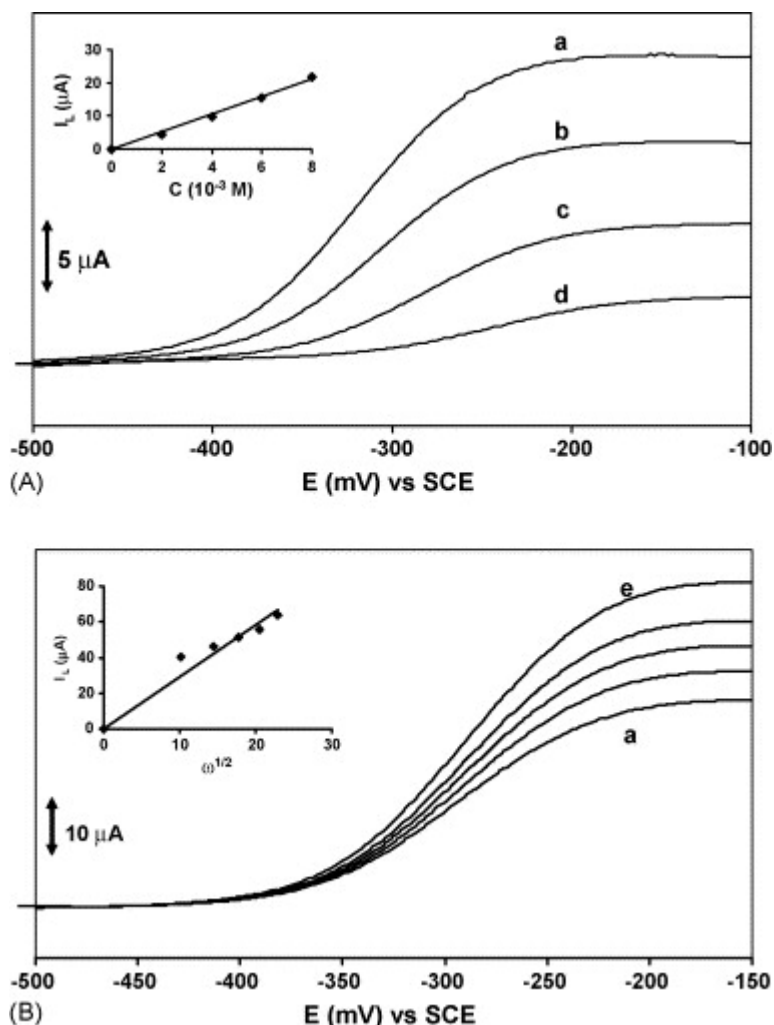 a
30
20
10
0
I_L (μA)
0 2 4 6 8
C (10⁻³ M)
b
c
d
5 μA
-500 -400 -300 -200 -100
(A)
E (mV) vs SCE
e
80
60
40
20
0
I_L (μA)
0 10 20 30
ω^1/2
a
10 μA
-500 -450 -400 -350 -300 -250 -200 -150
(B)
E (mV) vs SCE